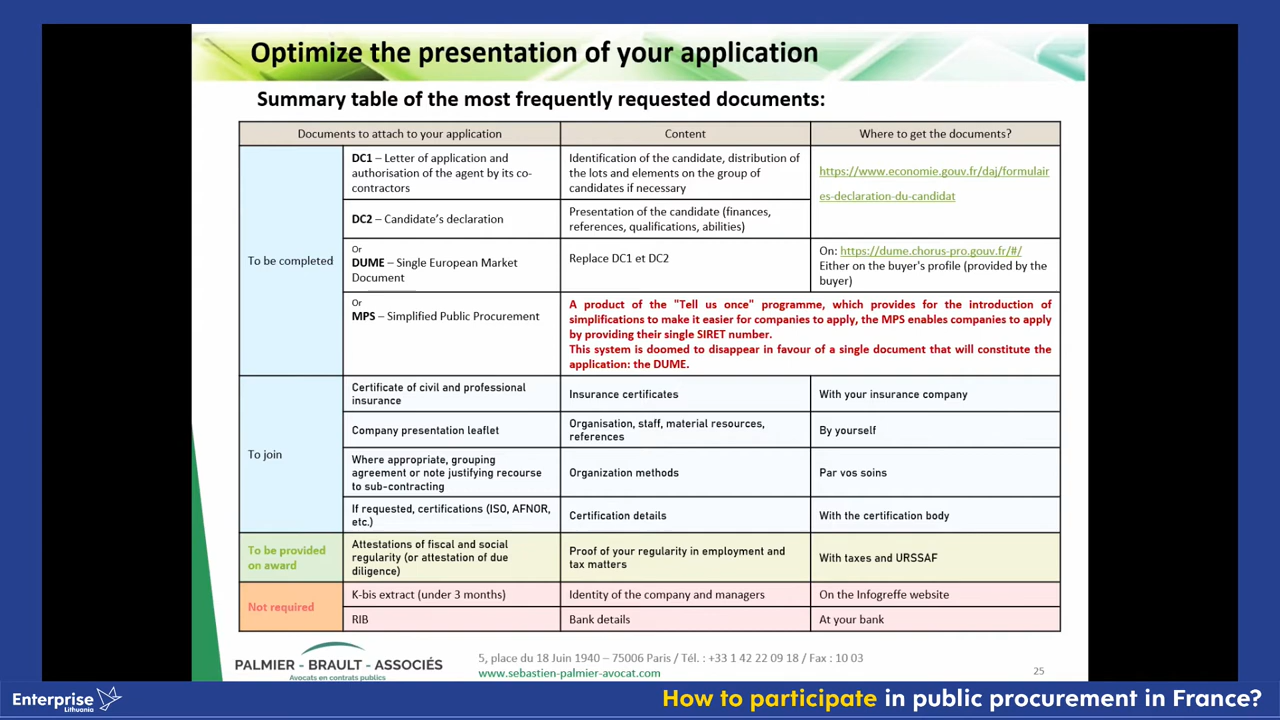 Optimize the presentation of your application
Summary table of the most frequently requested documents:
Documents to attach to your application
Content
Where to get the documents?
To be completed
DC1 – Letter of application and
authorisation of the agent by its co-
contractors
Identification of the candidate, distribution of
the lots and elements on the group of
candidates if necessary
https://www.economie.gouv.fr/daj/formulair
es-declaration-du-candidat
DC2 – Candidate's declaration
Presentation of the candidate (finances,
references, qualifications, abilities)
Or
DUME – Single European Market
Document
Replace DC1 et DC2
On: https://dume.chorus-pro.gouv.fr/#/
Either on the buyer's profile (provided by the
buyer)
Or
MPS – Simplified Public Procurement
A product of the "Tell us once" programme, which provides for the introduction of
simplifications to make it easier for companies to apply, the MPS enables companies to apply
by providing their single SIRET number.
This system is doomed to disappear in favour of a single document that will constitute the
application: the DUME.
To join
Certificate of civil and professional
insurance
Insurance certificates
With your insurance company
Company presentation leaflet
Organisation, staff, material resources,
references
By yourself
Where appropriate, grouping
agreement or note justifying recourse
to sub-contracting
Organization methods
Par vos soins
If requested, certifications (ISO, AFNOR,
etc.)
Certification details
With the certification body
To be provided
on award
Attestations of fiscal and social
regularity (or attestation of due
diligence)
Proof of your regularity in employment and
tax matters
With taxes and URSSAF
Not required
K-bis extract (under 3 months)
Identity of the company and managers
On the Infogreffe website
RIB
Bank details
At your bank
PALMIER - BRAULT - ASSOCIÉS
Avocats en contrats publics
5, place du 18 Juin 1940 – 75006 Paris / Tél. : +33 1 42 22 09 18 / Fax : 10 03
www.sebastien-palmier-avocat.com
25
Enterprise
Lithuania
How to participate in public procurement in France?